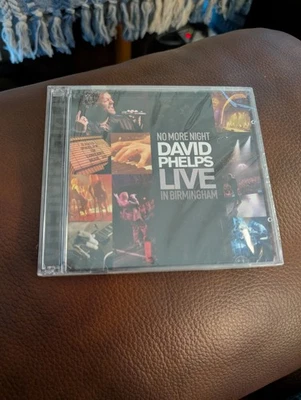 NO MORE NIGHT
DAVID
PHELPS
LIVE
IN BIRMINGHAM